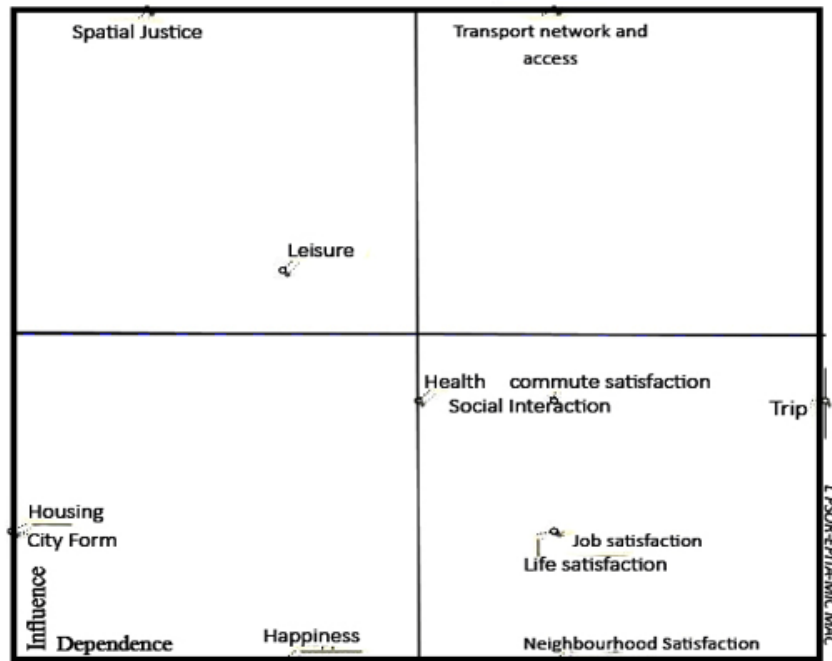 Spatial Justice
Transport network and
access
Leisure
Health
commute satisfaction
Social Interaction
Trip
Housing
City Form
Job satisfaction
Life satisfaction
Influence
Dependence
Happiness
Neighbourhood Satisfaction